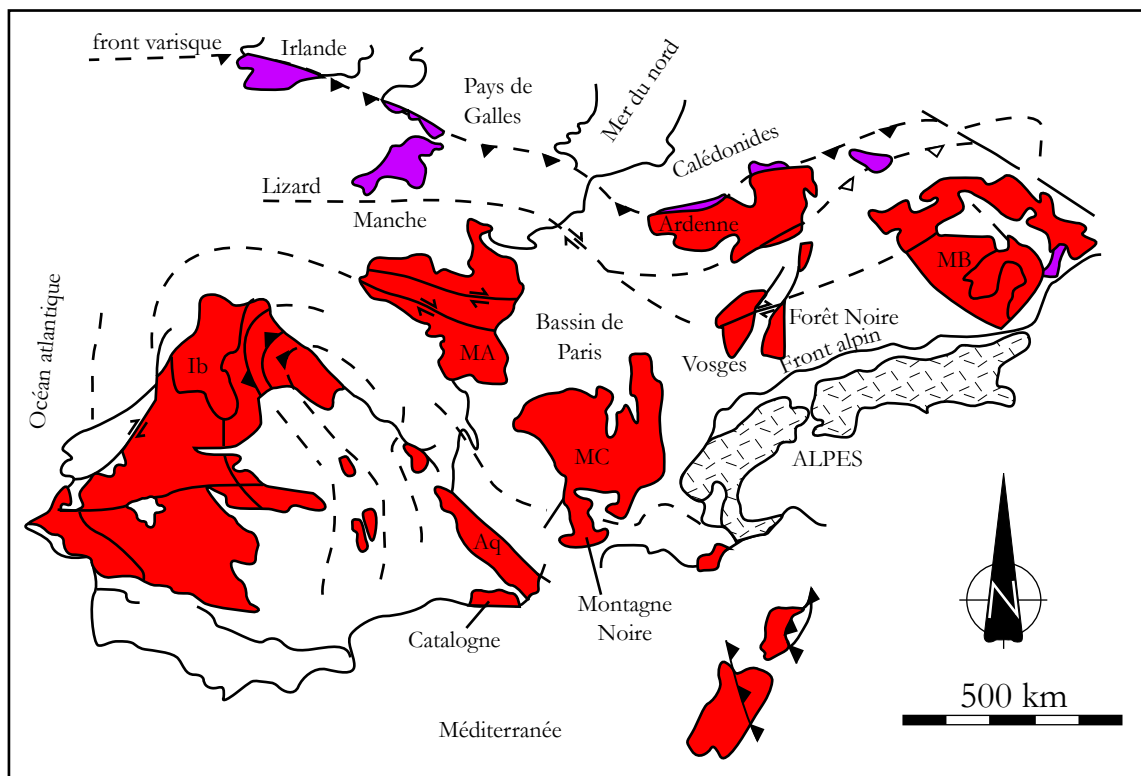 front varisque
Irlande
Pays de
Galles
Mer du nord
Calédonides
Lizard
Manche
Ardenne
MB
Océan atlantique
Ib
MA
Bassin de
Paris
Forêt Noire
Vosges
Front alpin
MC
ALPES
Aq
Catalogne
Montagne
Noire
N
500 km
Méditerranée